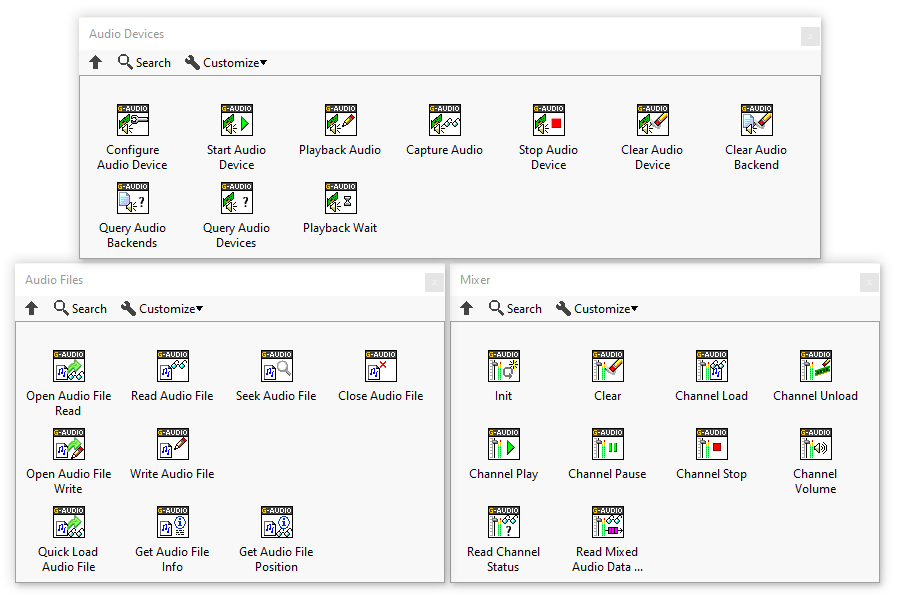 Audio Devices
Search Customize▾
G-AUDIO G-AUDIO G-AUDIO G-AUDIO G-AUDIO G-AUDIO G-AUDIO
Configure Start Audio Playback Audio Capture Audio Stop Audio Clear Audio Clear Audio
Audio Device Device Device Device Backend
G-AUDIO G-AUDIO G-AUDIO
Query Audio Query Audio Playback Wait
Backends Devices
Audio Files
Search Customize▾
G-AUDIO G-AUDIO G-AUDIO G-AUDIO
Open Audio File Read Audio File Seek Audio File Close Audio File
Read
G-AUDIO G-AUDIO
Open Audio File Write Audio File
Write
G-AUDIO G-AUDIO G-AUDIO
Quick Load Get Audio File Get Audio File
Audio File Info Position
Mixer
Search Customize▾
G-AUDIO G-AUDIO G-AUDIO G-AUDIO
Init Clear Channel Load Channel Unload
G-AUDIO G-AUDIO G-AUDIO G-AUDIO
Channel Play Channel Pause Channel Stop Channel
Volume
G-AUDIO G-AUDIO
Read Channel Read Mixed
Status Audio Data ...